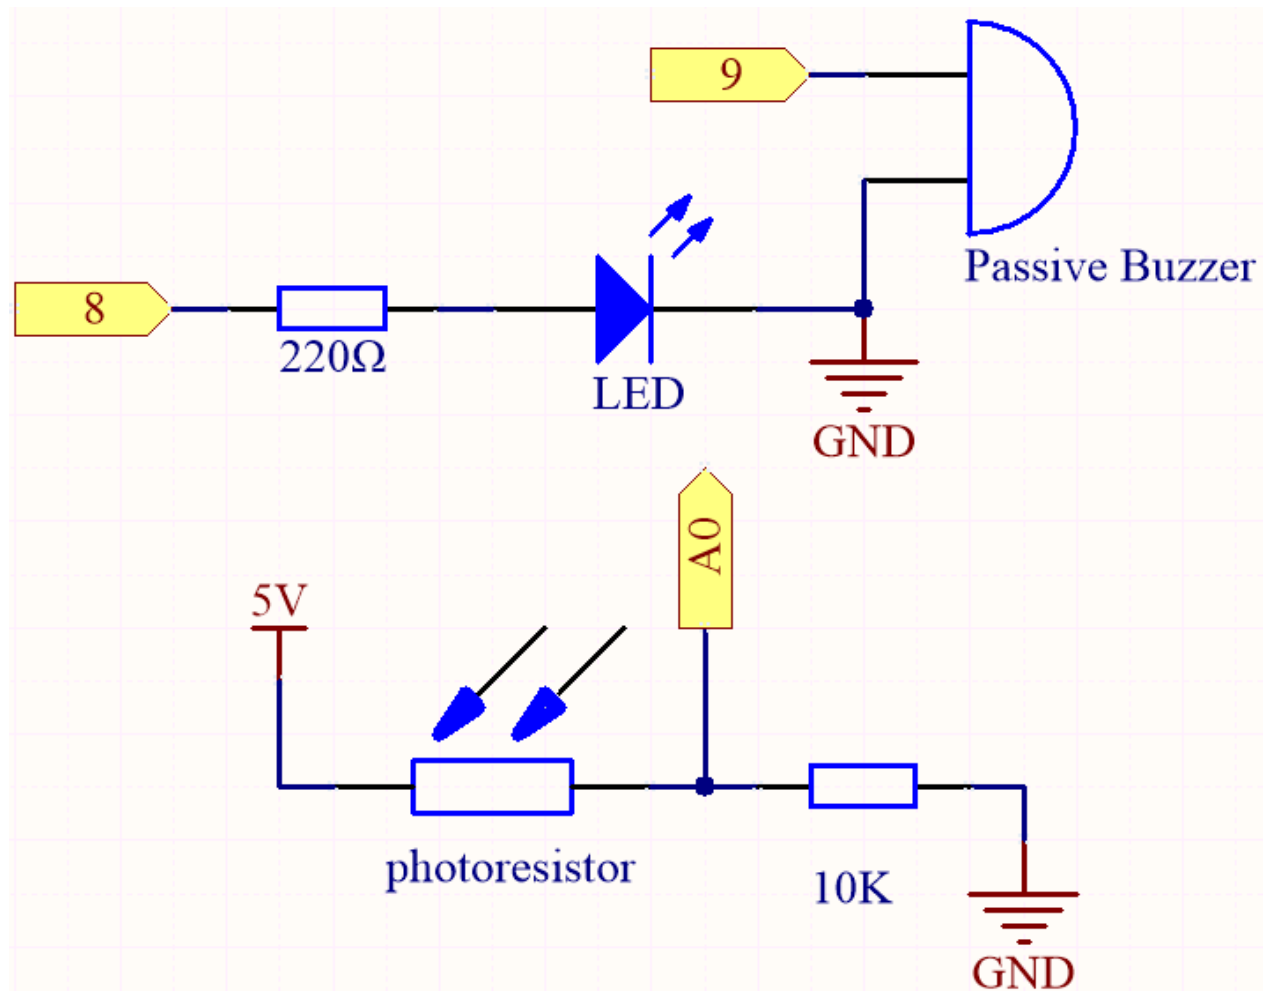 9
Passive Buzzer
8
220Ω
LED
GND
A0
5V
photoresistor
10K
GND